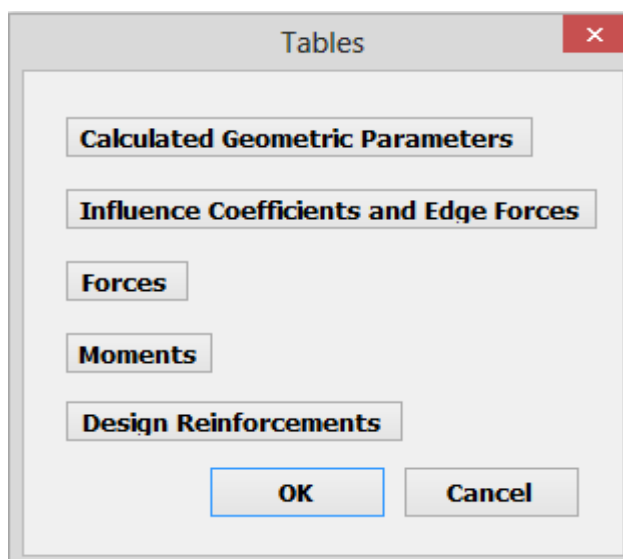 Tables
Calculated Geometric Parameters
Influence Coefficients and Edge Forces
Forces
Moments
Design Reinforcements
OK Cancel